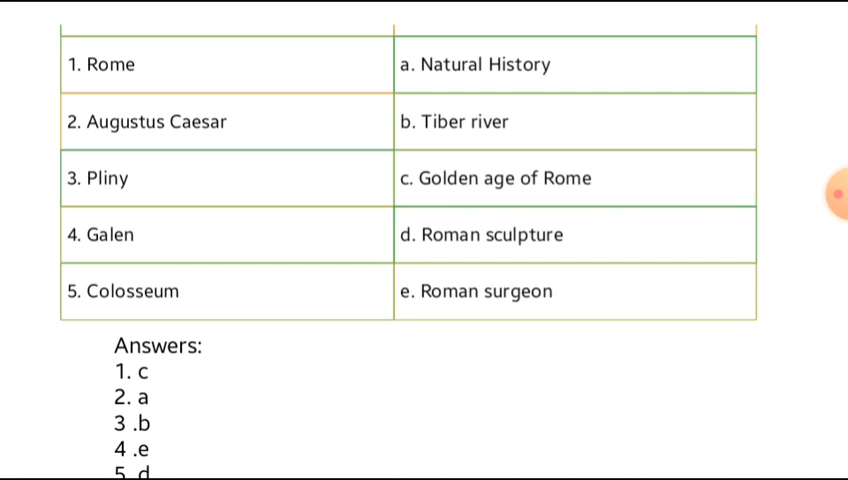 1. Rome
a. Natural History
2. Augustus Caesar
b. Tiber river
3. Pliny
c. Golden age of Rome
4. Galen
d. Roman sculpture
5. Colosseum
e. Roman surgeon
Answers:
1. c
2. a
3 .b
4 .e
5 d